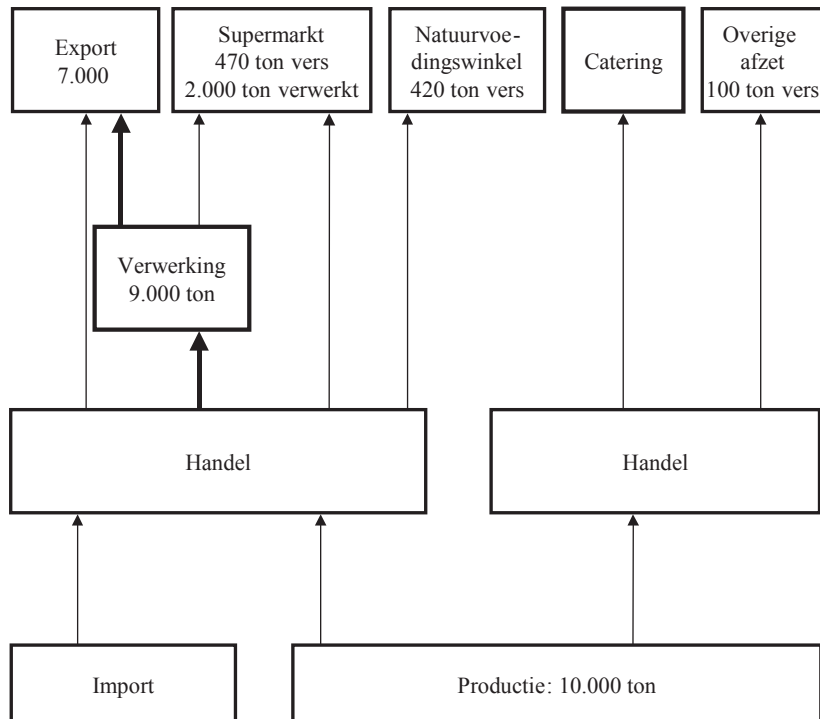 Export
7.000
Supermarkt
470 ton vers
2.000 ton verwerkt
Natuurvoe-
dingswinkel
420 ton vers
Catering
Overige
afzet
100 ton vers
Verwerking
9.000 ton
Handel
Handel
Import
Productie: 10.000 ton